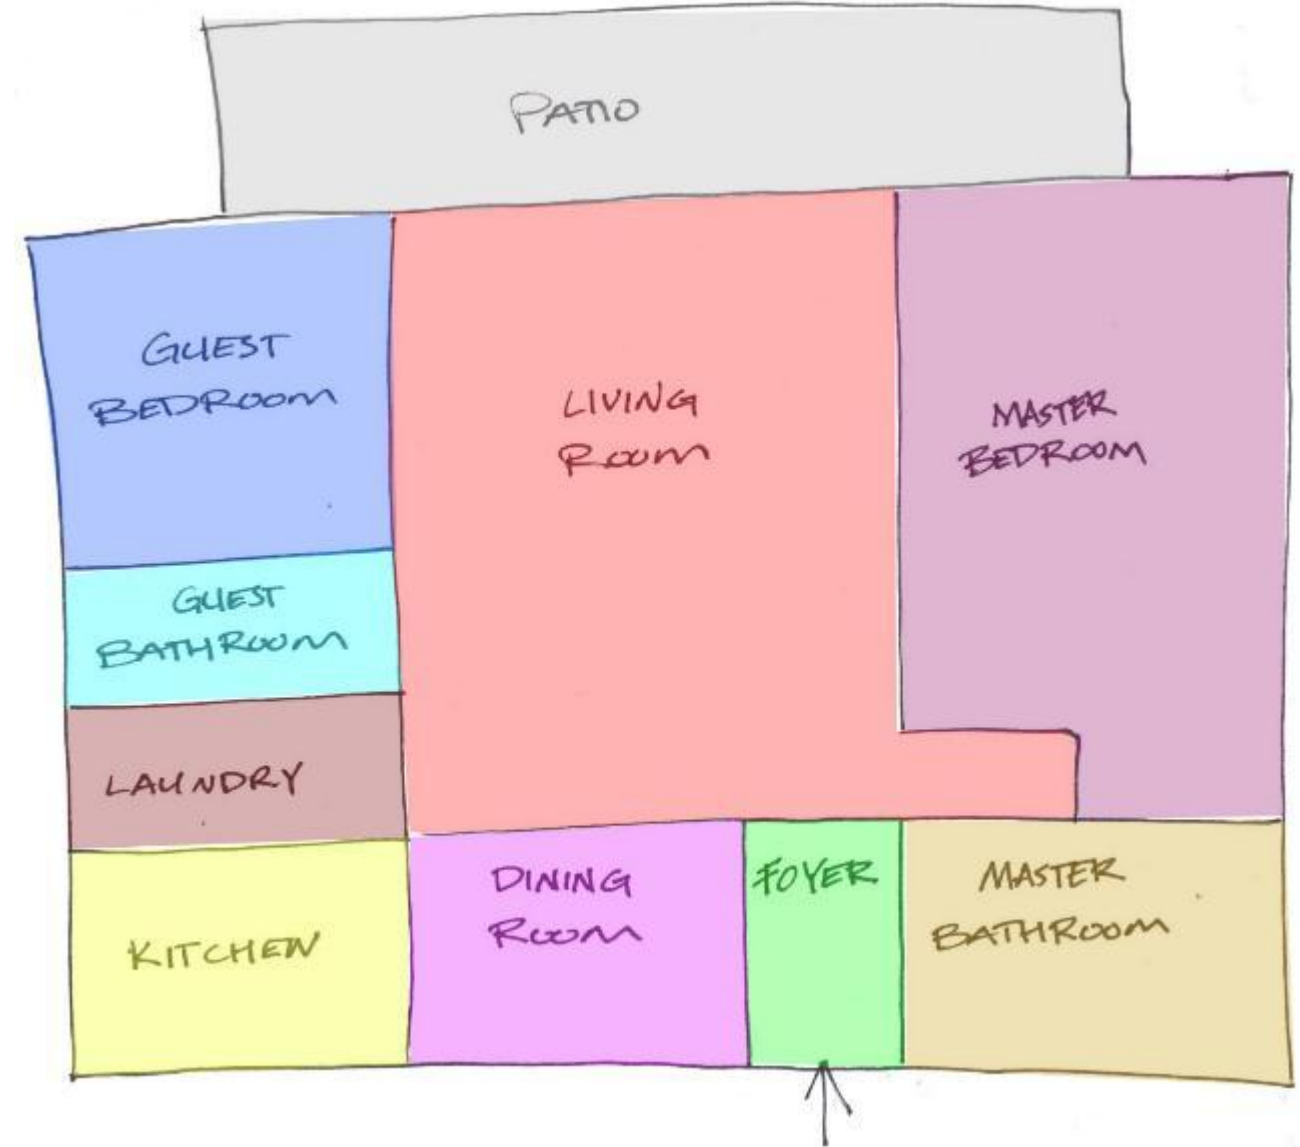 PATIO
GUEST
BEDROOM
LIVING
ROOM
MASTER
BEDROOM
GUEST
BATHROOM
LAUNDRY
KITCHEN
DINING
ROOM
FOYER
MASTER
BATHROOM